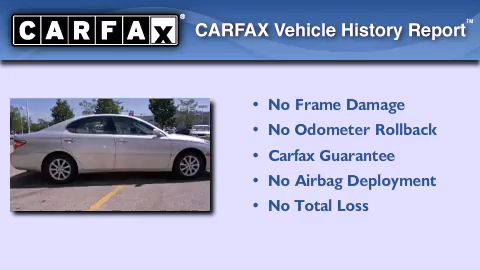 CARFAX®
CARFAX Vehicle History Report™
• No Frame Damage
• No Odometer Rollback
• Carfax Guarantee
• No Airbag Deployment
• No Total Loss